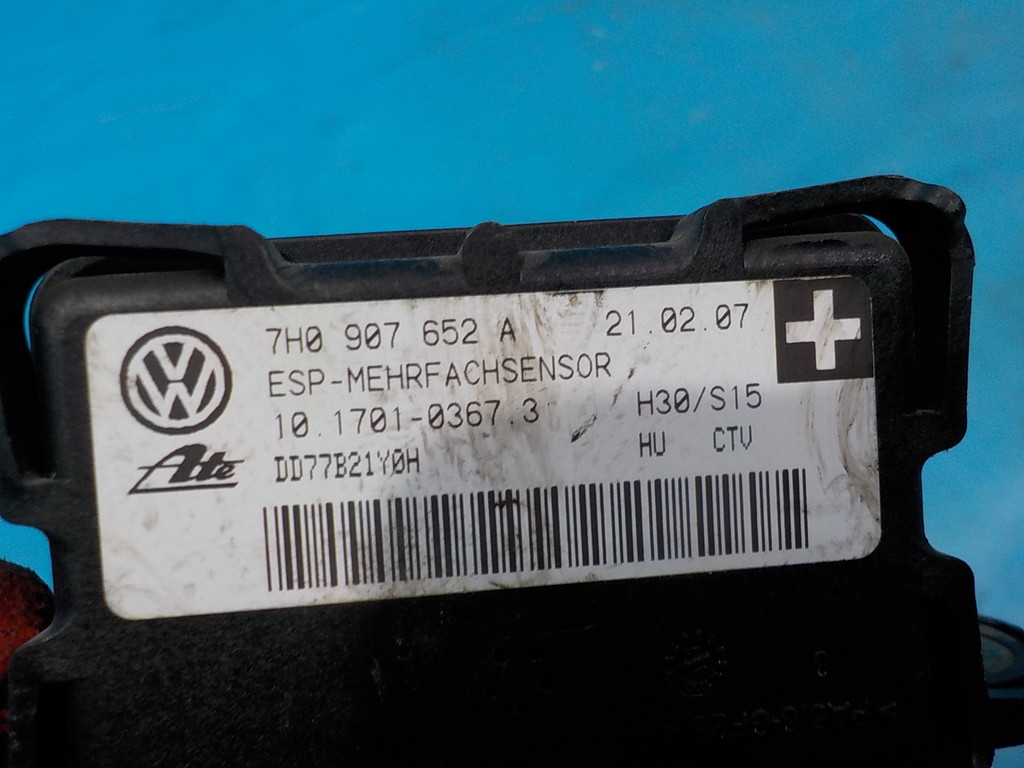 7H0 907 652 A 21.02.07
ESP-MEHRFACHSENSOR
10.1701-0367.3 H30/S15
Ate DD77B21Y0H HU CTV